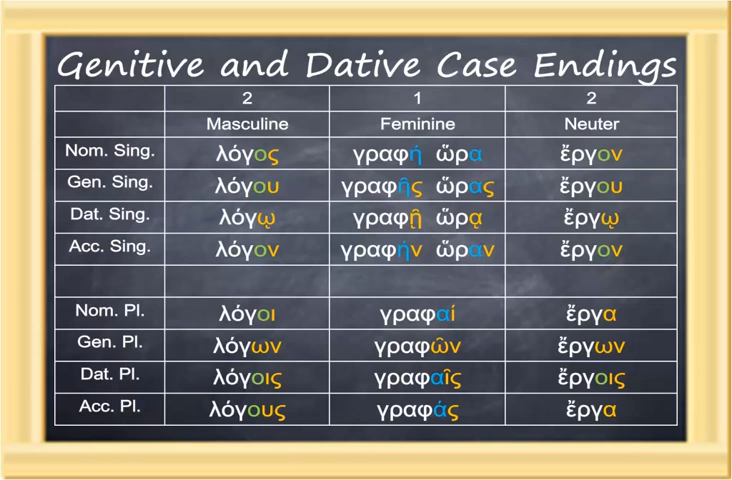 Genitive and Dative Case Endings
2 1 2
Masculine Feminine Neuter
Nom. Sing. λόγος γραφή ὥρα ἔργον
Gen. Sing. λόγου γραφῆς ὥρας ἔργου
Dat. Sing. λόγῳ γραφῇ ὥρᾳ ἔργῳ
Acc. Sing. λόγον γραφήν ὥραν ἔργον
Nom. Pl. λόγοι γραφαί ἔργα
Gen. Pl. λόγων γραφῶν ἔργων
Dat. Pl. λόγοις γραφαῖς ἔργοις
Acc. Pl. λόγους γραφάς ἔργα